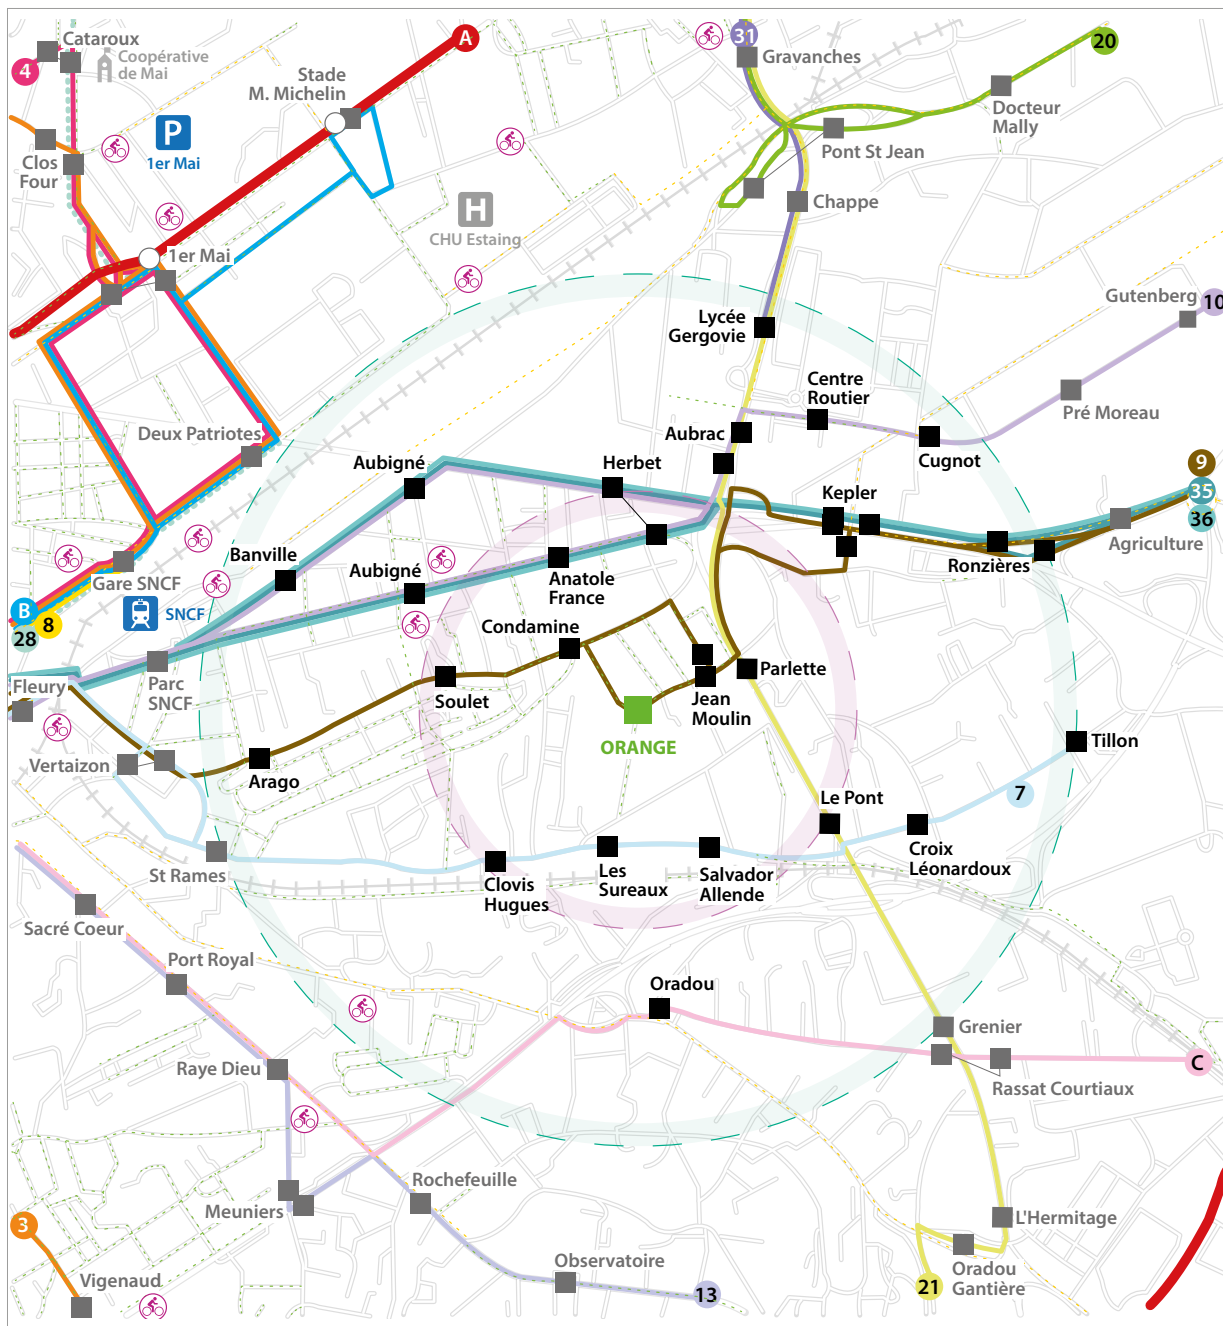 Cataroux
Coopérative
de Mai
4
A
Stade
M. Michelin
31
Gravanches
20
Docteur
Mally
P
1er Mai
Clos
Four
Pont St Jean
Chappe
H
CHU Estaing
1er Mai
Lycée
Gergovie
Gutenberg
10
Centre
Routier
Pré Moreau
Deux Patriotes
Aubrac
Cugnot
Aubigné
Herbet
9
Kepler
35
36
Agriculture
Banville
Gare SNCF
Aubigné
Anatole
France
Ronzières
B
8
28
SNCF
Condamine
Parlette
Fleury
Parc
SNCF
Soulet
Jean
Moulin
ORANGE
Tillon
Vertaizon
Arago
Le Pont
7
St Rames
Clovis
Hugues
Les
Sureaux
Salvador
Allende
Croix
Léonardoux
Sacré Coeur
Port Royal
Oradou
Grenier
Raye Dieu
C
Rassat Courtiaux
Rochefeuille
Meuniers
L'Hermitage
3
Vigenaud
Observatoire
13
Oradou
Gantière
21